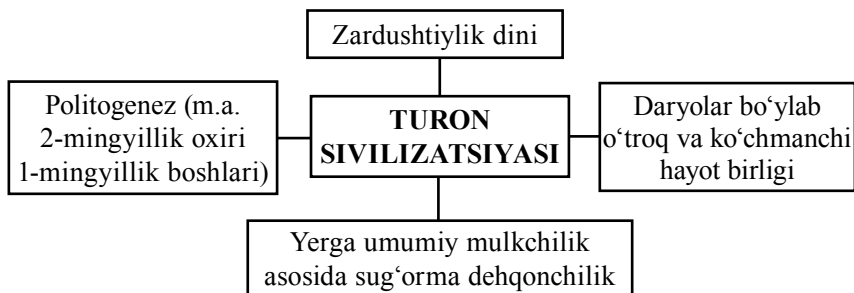 Zardushtiylik dini
Politogenez (m.a.
2-mingyillik oxiri
1-mingyillik boshlari)
TURON
SIVILIZATSIYASI
Daryolar bo‘ylab
o‘troq va ko‘chmanchi
hayot birligi
Yerga umumiy mulkchilik
asosida sug‘orma dehqonchilik